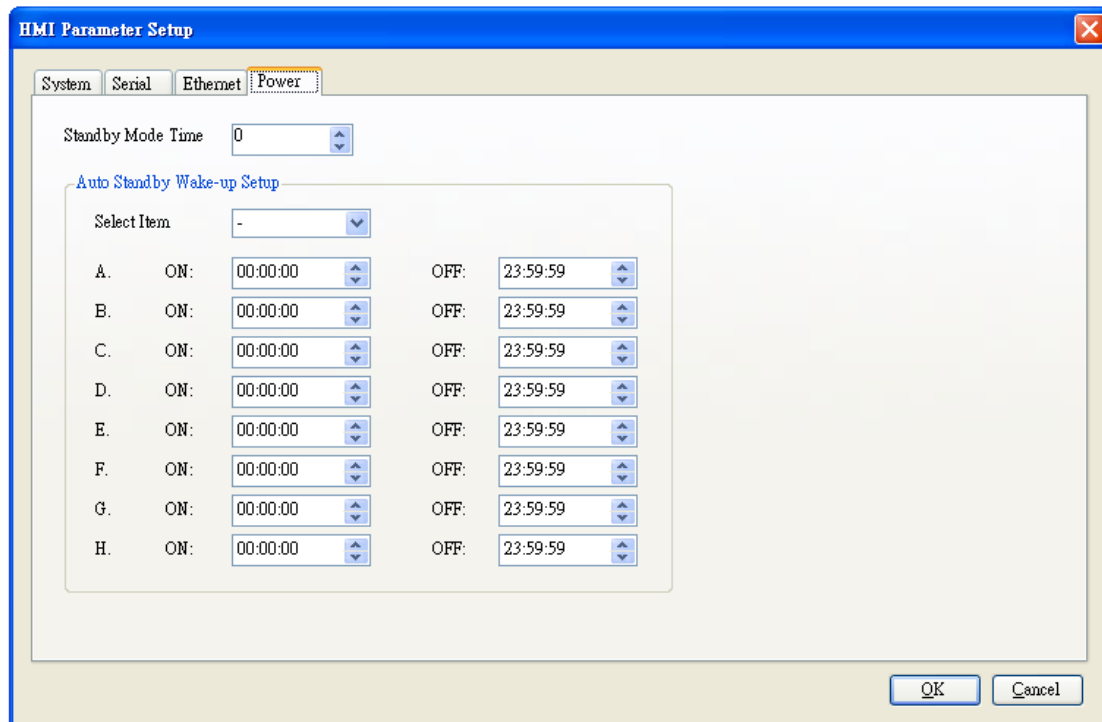 HMI Parameter Setup
System Serial Ethernet Power
Standby Mode Time 0
Auto Standby Wake-up Setup
Select Item -
A. ON: 00:00:00 OFF: 23:59:59
B. ON: 00:00:00 OFF: 23:59:59
C. ON: 00:00:00 OFF: 23:59:59
D. ON: 00:00:00 OFF: 23:59:59
E. ON: 00:00:00 OFF: 23:59:59
F. ON: 00:00:00 OFF: 23:59:59
G. ON: 00:00:00 OFF: 23:59:59
H. ON: 00:00:00 OFF: 23:59:59
OK Cancel